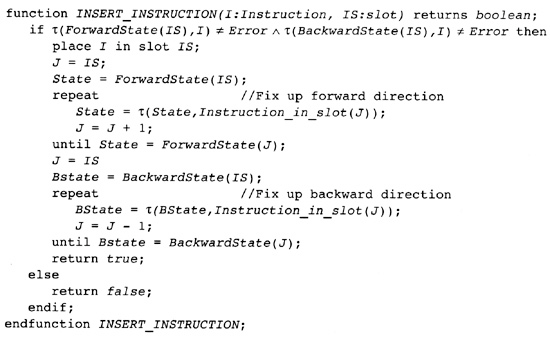 function INSERT_INSTRUCTION(I:Instruction, IS:slot) returns boolean;
if τ(ForwardState(IS),I) ≠ Error ∧ τ(BackwardState(IS),I) ≠ Error then
place I in slot IS;
J = IS;
State = ForwardState(IS);
repeat //Fix up forward direction
State = τ(State,Instruction_in_slot(J));
J = J + 1;
until State = ForwardState(J);
J = IS
Bstate = BackwardState(IS);
repeat //Fix up backward direction
BState = τ(BState,Instruction_in_slot(J));
J = J - 1;
until Bstate = BackwardState(J);
return true;
else
return false;
endif;
endfunction INSERT_INSTRUCTION;